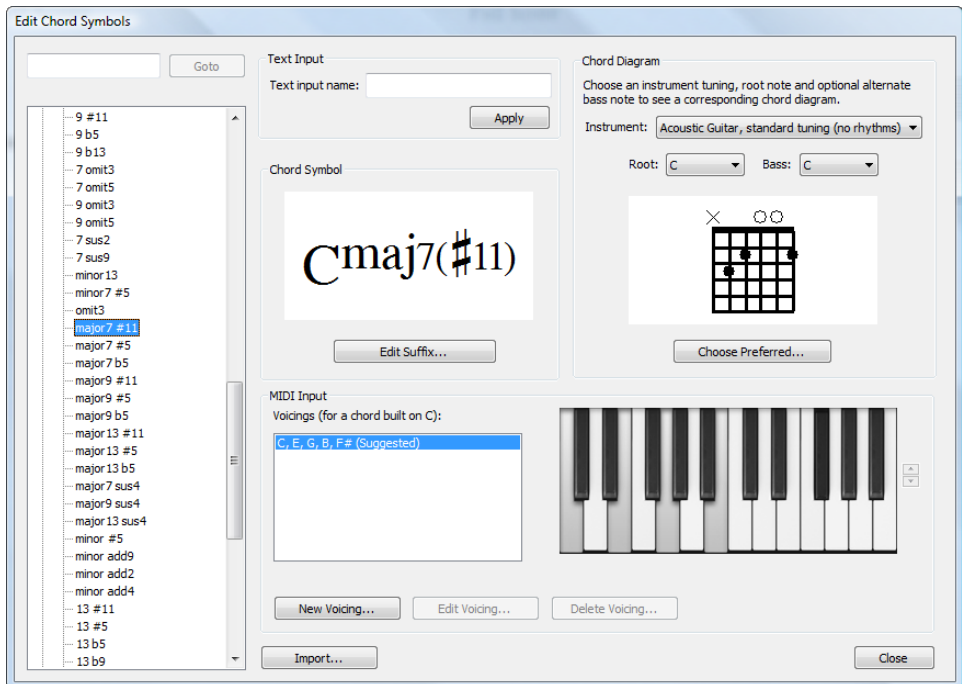 Edit Chord Symbols
Goto
9 #11
9 b5
9 b13
7 omit3
7 omit5
9 omit3
9 omit5
7 sus2
7 sus9
minor13
minor7 #5
omit3
major7 #11
major7 #5
major7 b5
major9 #11
major9 #5
major9 b5
major13 #11
major13 #5
major13 b5
major7 sus4
major9 sus4
major13 sus4
minor #5
minor add9
minor add2
minor add4
13 #11
13 #5
13 b5
13 b9
Text Input
Text input name:
Apply
Chord Symbol
Cmaj7(♯11)
Edit Suffix...
Chord Diagram
Choose an instrument tuning, root note and optional alternate
bass note to see a corresponding chord diagram.
Instrument: Acoustic Guitar, standard tuning (no rhythms)
Root: C Bass: C
Choose Preferred...
MIDI Input
Voicings (for a chord built on C):
C, E, G, B, F# (Suggested)
New Voicing... Edit Voicing... Delete Voicing...
Import... Close